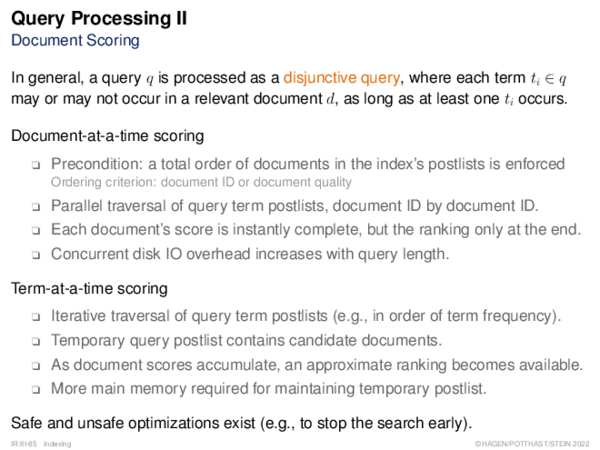 Query Processing II
Document Scoring
In general, a query q is processed as a disjunctive query, where each term t_i ∈ q
may or may not occur in a relevant document d, as long as at least one t_i occurs.
Document-at-a-time scoring
❑ Precondition: a total order of documents in the index's postlists is enforced
Ordering criterion: document ID or document quality
❑ Parallel traversal of query term postlists, document ID by document ID.
❑ Each document's score is instantly complete, but the ranking only at the end.
❑ Concurrent disk IO overhead increases with query length.
Term-at-a-time scoring
❑ Iterative traversal of query term postlists (e.g., in order of term frequency).
❑ Temporary query postlist contains candidate documents.
❑ As document scores accumulate, an approximate ranking becomes available.
❑ More main memory required for maintaining temporary postlist.
Safe and unsafe optimizations exist (e.g., to stop the search early).
IR:III-85 Indexing ©HAGEN/POTTHAST/STEIN 2022